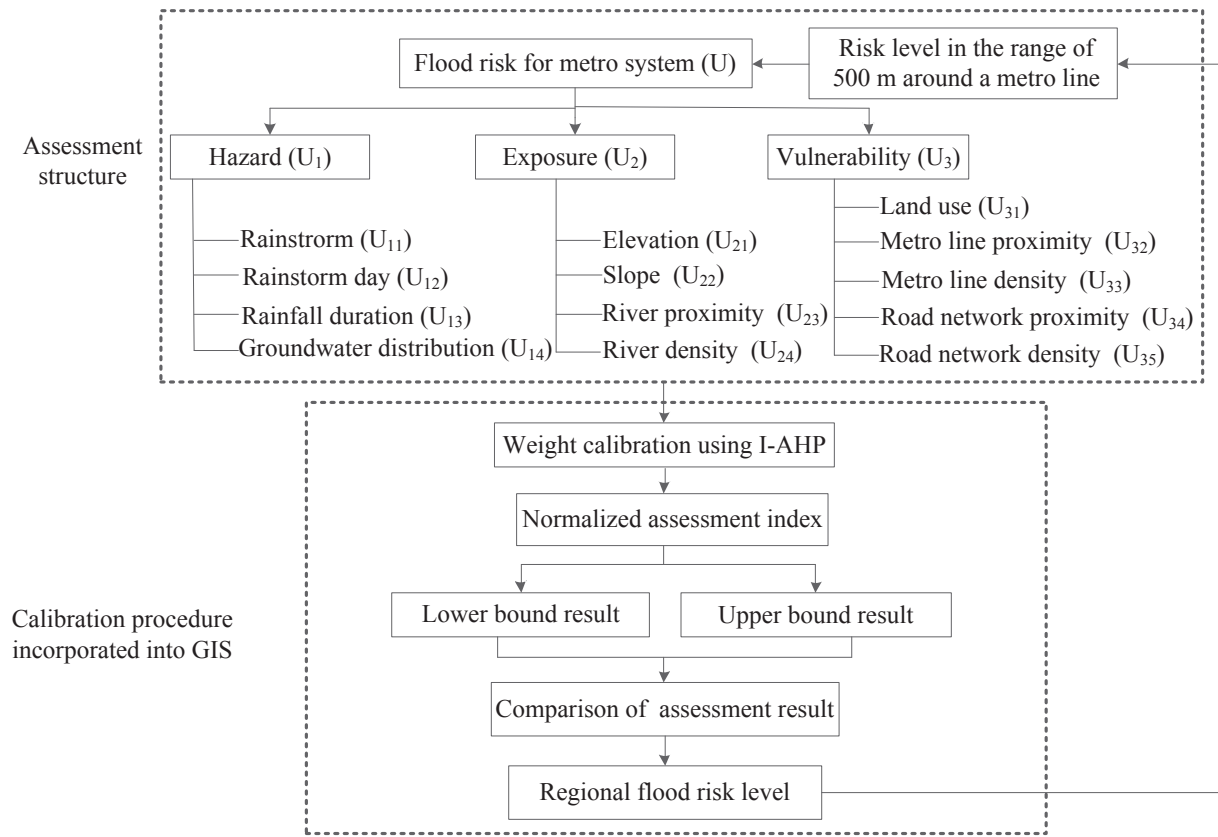 Flood risk for metro system (U)
Risk level in the range of
500 m around a metro line
Assessment
structure
Hazard (U₁)
Exposure (U₂)
Vulnerability (U₃)
Rainstrorm (U₁₁)
Rainstorm day (U₁₂)
Rainfall duration (U₁₃)
Groundwater distribution (U₁₄)
Elevation (U₂₁)
Slope (U₂₂)
River proximity (U₂₃)
River density (U₂₄)
Land use (U₃₁)
Metro line proximity (U₃₂)
Metro line density (U₃₃)
Road network proximity (U₃₄)
Road network density (U₃₅)
Calibration procedure
incorporated into GIS
Weight calibration using I-AHP
Normalized assessment index
Lower bound result
Upper bound result
Comparison of assessment result
Regional flood risk level